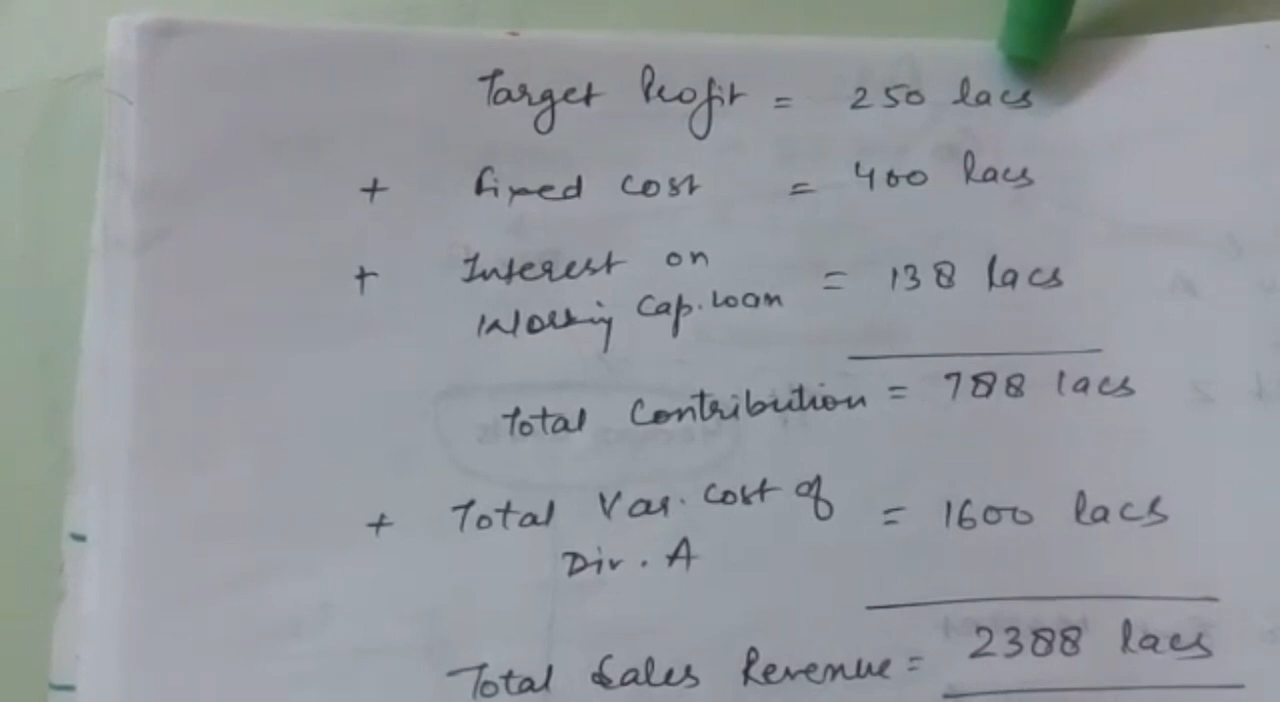 Target Profit = 250 lacs
+ Fixed cost = 400 lacs
+ Interest on
Working Cap. Loan = 138 lacs
Total Contribution = 788 lacs
+ Total Var. cost of
Div. A = 1600 lacs
Total Sales Revenue = 2388 lacs